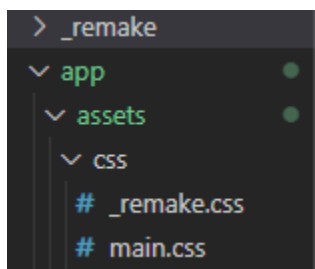 _remake
app
assets
css
# _remake.css
# main.css